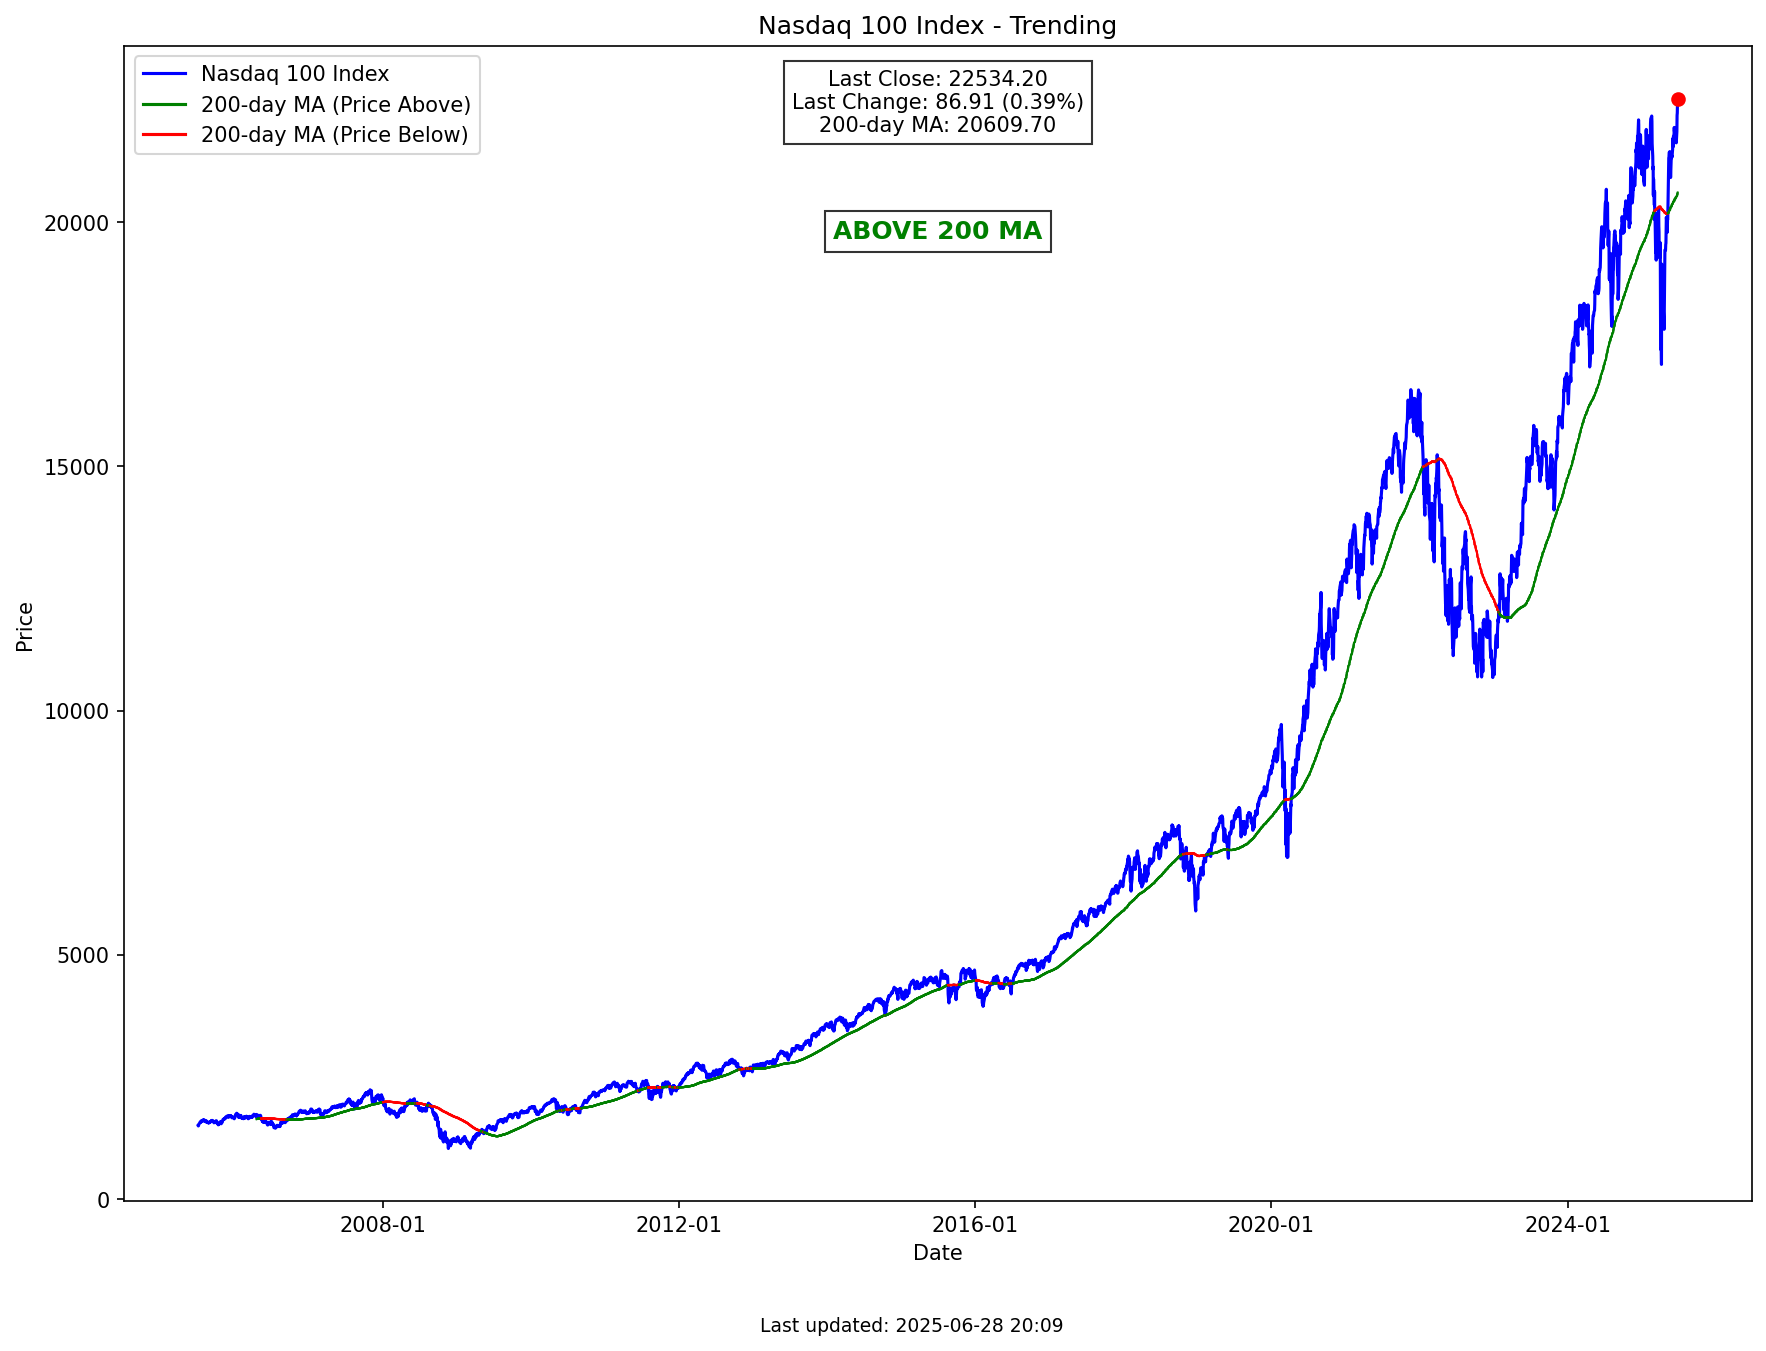 Nasdaq 100 Index - Trending
Nasdaq 100 Index
200-day MA (Price Above)
200-day MA (Price Below)
Last Close: 22534.20
Last Change: 86.91 (0.39%)
200-day MA: 20609.70
ABOVE 200 MA
Price
20000
15000
10000
5000
0
2008-01
2012-01
2016-01
2020-01
2024-01
Date
Last updated: 2025-06-28 20:09